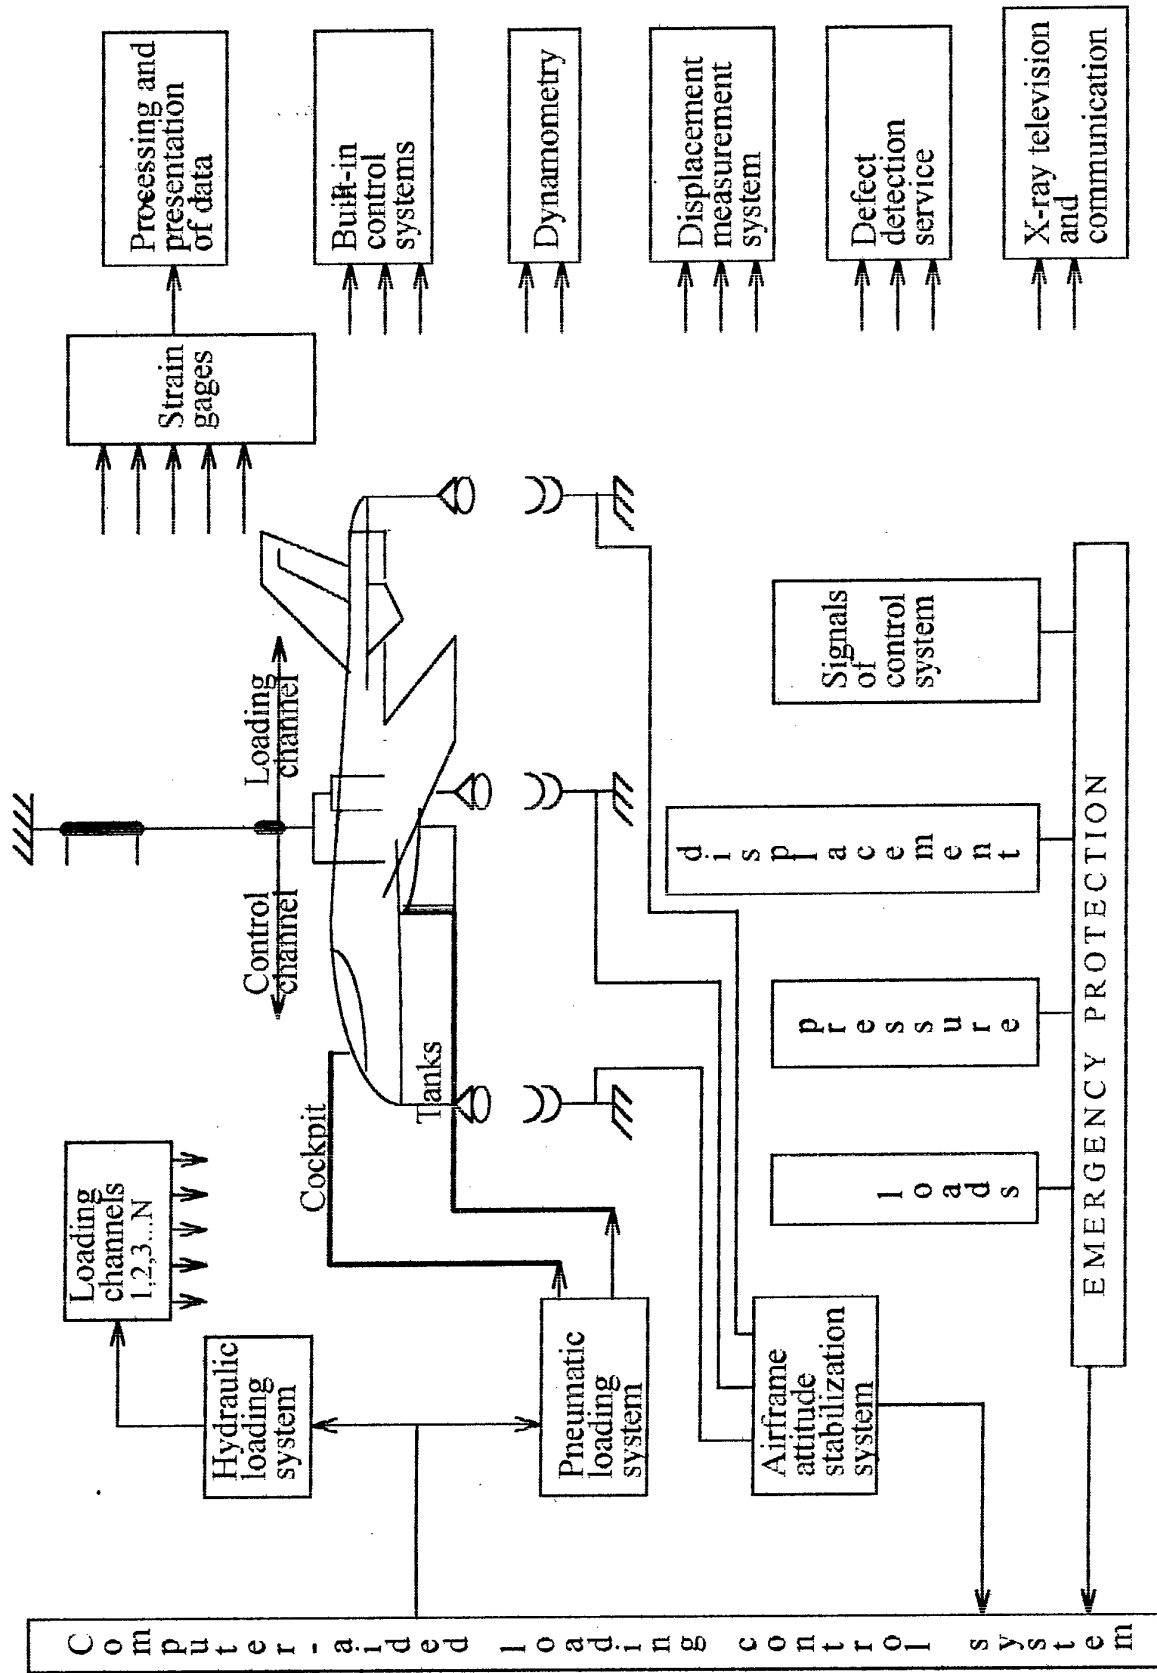 Computer-aided loading control system
Hydraulic
loading
system
Loading
channels
1,2,3...N
Pneumatic
loading
system
Airframe
attitude
stabilization
system
Cockpit
Tanks
Control
channel
Loading
channel
Strain
gages
Processing and
presentation
of data
Built-in
control
systems
Dynamometry
Displacement
measurement
system
Defect
detection
service
X-ray television
and
communication
loads
pressure
displacement
Signals
of
control
system
EMERGENCY PROTECTION